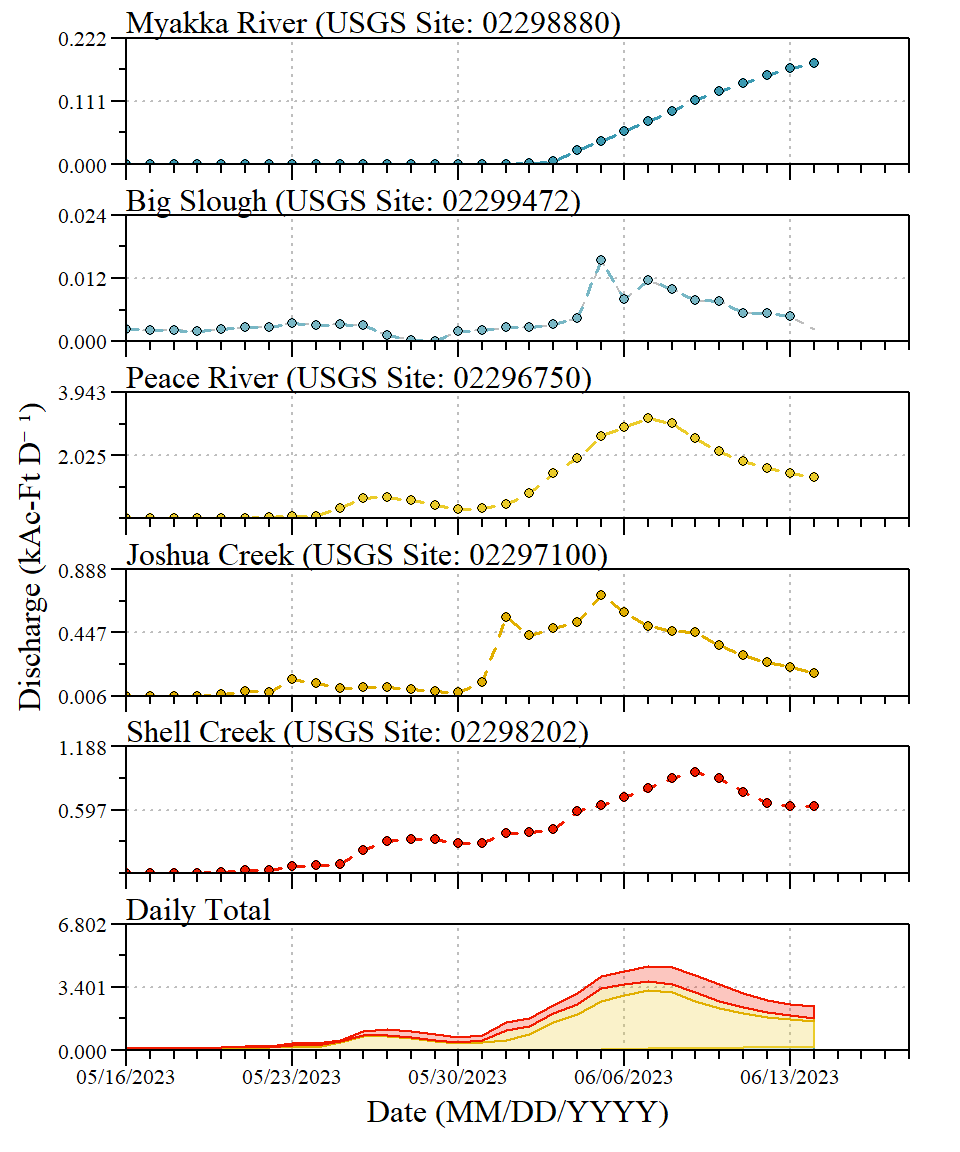 Myakka River (USGS Site: 02298880)
0.222
0.111
0.000
Big Slough (USGS Site: 02299472)
0.024
0.012
0.000
Peace River (USGS Site: 02296750)
3.943
2.025
Joshua Creek (USGS Site: 02297100)
0.888
0.447
0.006
Shell Creek (USGS Site: 02298202)
1.188
0.597
Daily Total
6.802
3.401
0.000
05/16/2023 05/23/2023 05/30/2023 06/06/2023 06/13/2023
Date (MM/DD/YYYY)
Discharge (kAc-Ft D⁻¹)